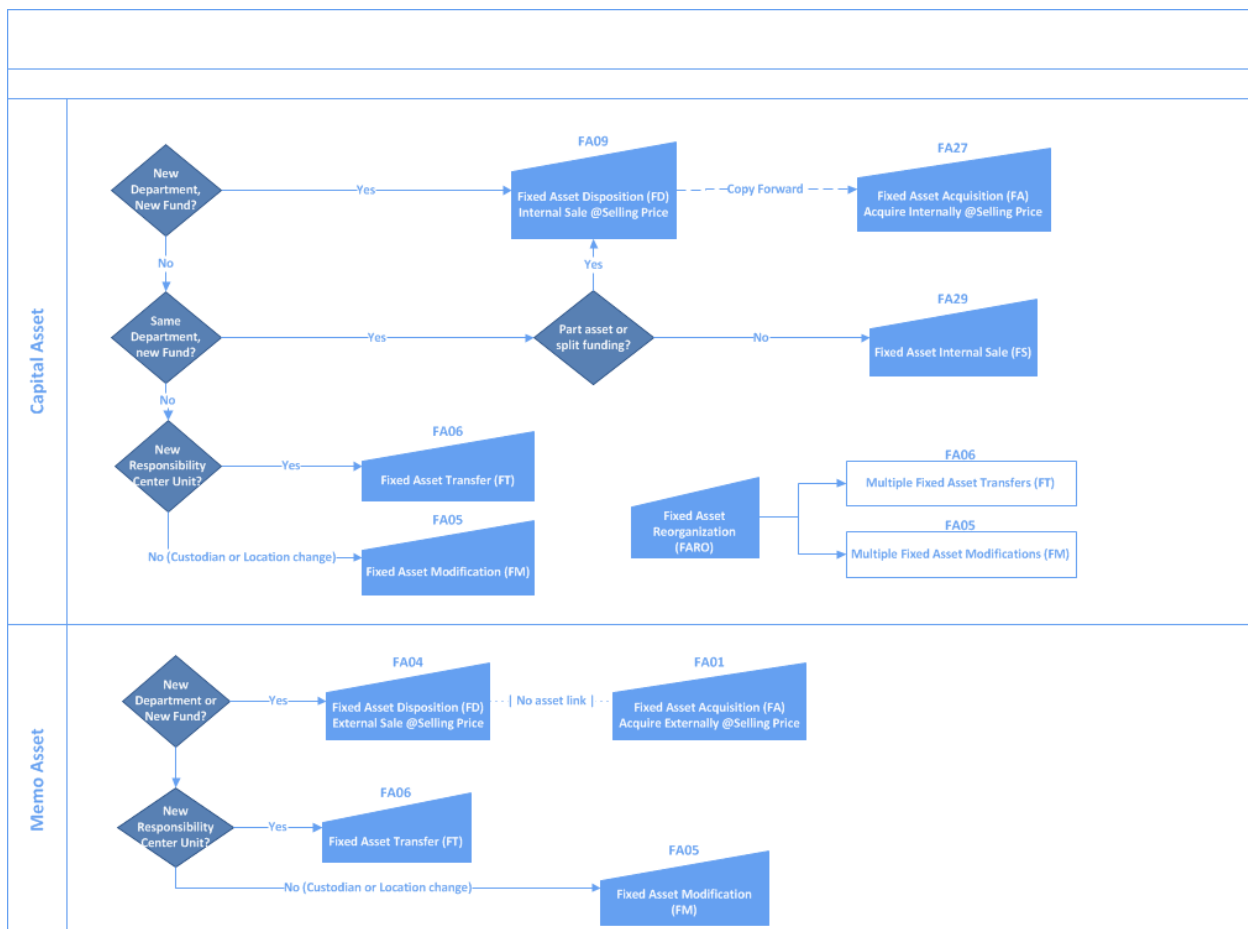 Capital Asset
FA09
FA27
New
Department,
New Fund?
Yes
Fixed Asset Disposition (FD)
Internal Sale @Selling Price
Copy Forward
Fixed Asset Acquisition (FA)
Acquire Internally @Selling Price
No
Yes
FA29
Same
Department,
new Fund?
Yes
Part asset or
split funding?
No
Fixed Asset Internal Sale (FS)
No
FA06
New
Responsibility
Center Unit?
Yes
Fixed Asset Transfer (FT)
FA05
No (Custodian or Location change)
Fixed Asset Modification (FM)
Fixed Asset
Reorganization
(FARO)
FA06
Multiple Fixed Asset Transfers (FT)
FA05
Multiple Fixed Asset Modifications (FM)
Memo Asset
FA04
FA01
New
Department or
New Fund?
Yes
Fixed Asset Disposition (FD)
External Sale @Selling Price
| No asset link |
Fixed Asset Acquisition (FA)
Acquire Externally @Selling Price
FA06
New
Responsibility
Center Unit?
Yes
Fixed Asset Transfer (FT)
FA05
No (Custodian or Location change)
Fixed Asset Modification
(FM)